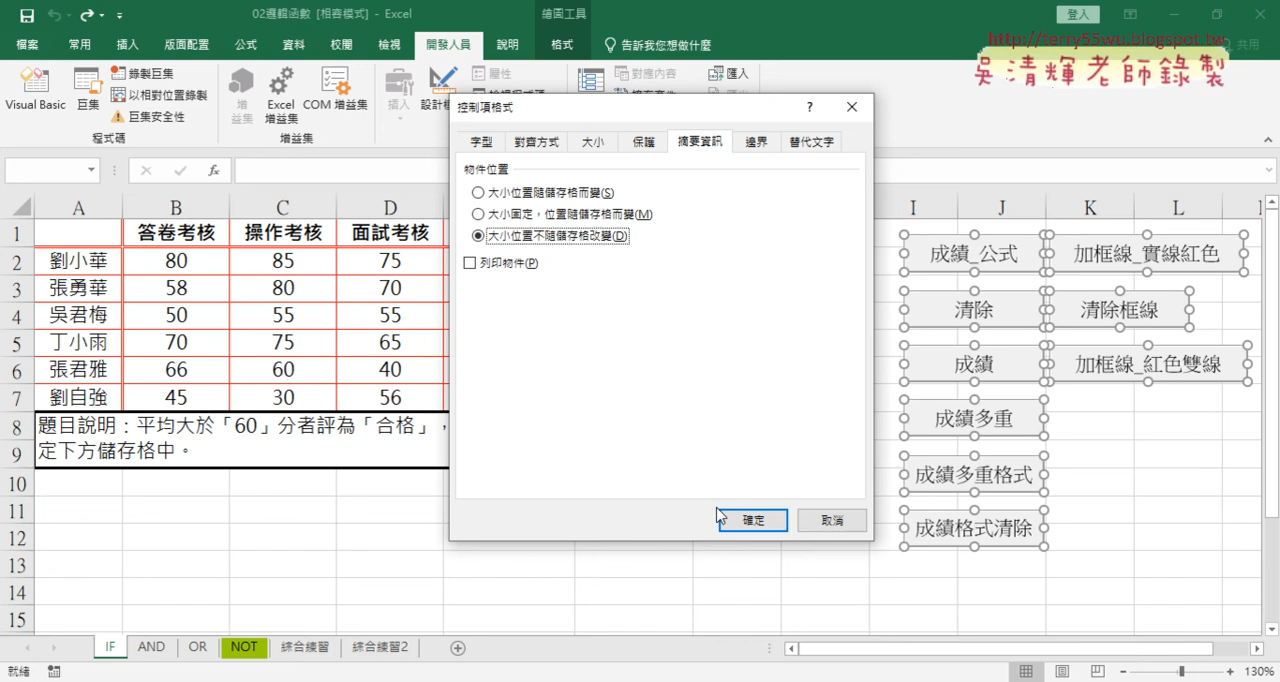 02邏輯函數 [相容模式] - Excel
繪圖工具
登入
http://terry55wu.blogspot.tw
吳清輝老師錄製
檔案 常用 插入 版面配置 公式 資料 校閱 檢視 開發人員 說明 格式 告訴我您想做什麼 共用
Visual Basic
巨集
錄製巨集
以相對位置錄製
巨集安全性
程式碼
增益集
Excel 增益集
COM 增益集
增益集
插入
屬性
對應內容
匯入
控制項格式
字型 對齊方式 大小 保護 摘要資訊 邊界 替代文字
物件位置
大小位置隨儲存格而變(S)
大小固定，位置隨儲存格而變(M)
大小位置不隨儲存格改變(D)
列印物件(P)
確定 取消
A B C D I J K L
1 答卷考核 操作考核 面試考核
2 劉小華 80 85 75
3 張勇華 58 80 70
4 吳君梅 50 55 55
5 丁小雨 70 75 65
6 張君雅 66 60 40
7 劉自強 45 30 56
8 題目說明：平均大於「60」分者評為「合格」，
9 定下方儲存格中。
10
11
12
13
14
15
成績_公式 加框線_實線紅色
清除 清除框線
成績 加框線_紅色雙線
成績多重
成績多重格式
成績格式清除
IF AND OR NOT 綜合練習 綜合練習2
就緒
130%